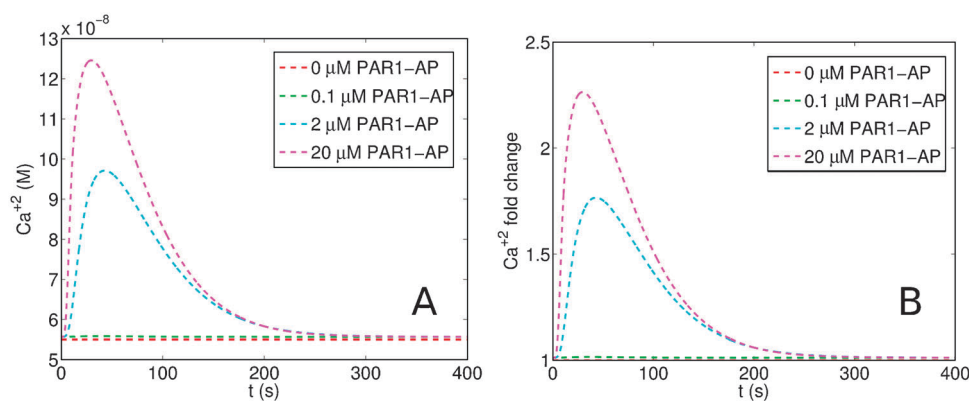 x 10⁻⁸
13
12
11
10
9
8
7
6
5
Ca⁺² (M)
0 100 200 300 400
t (s)
0 μM PAR1−AP
0.1 μM PAR1−AP
2 μM PAR1−AP
20 μM PAR1−AP
A
2.5
2
1.5
1
Ca⁺² fold change
0 100 200 300 400
t (s)
0 μM PAR1−AP
0.1 μM PAR1−AP
2 μM PAR1−AP
20 μM PAR1−AP
B